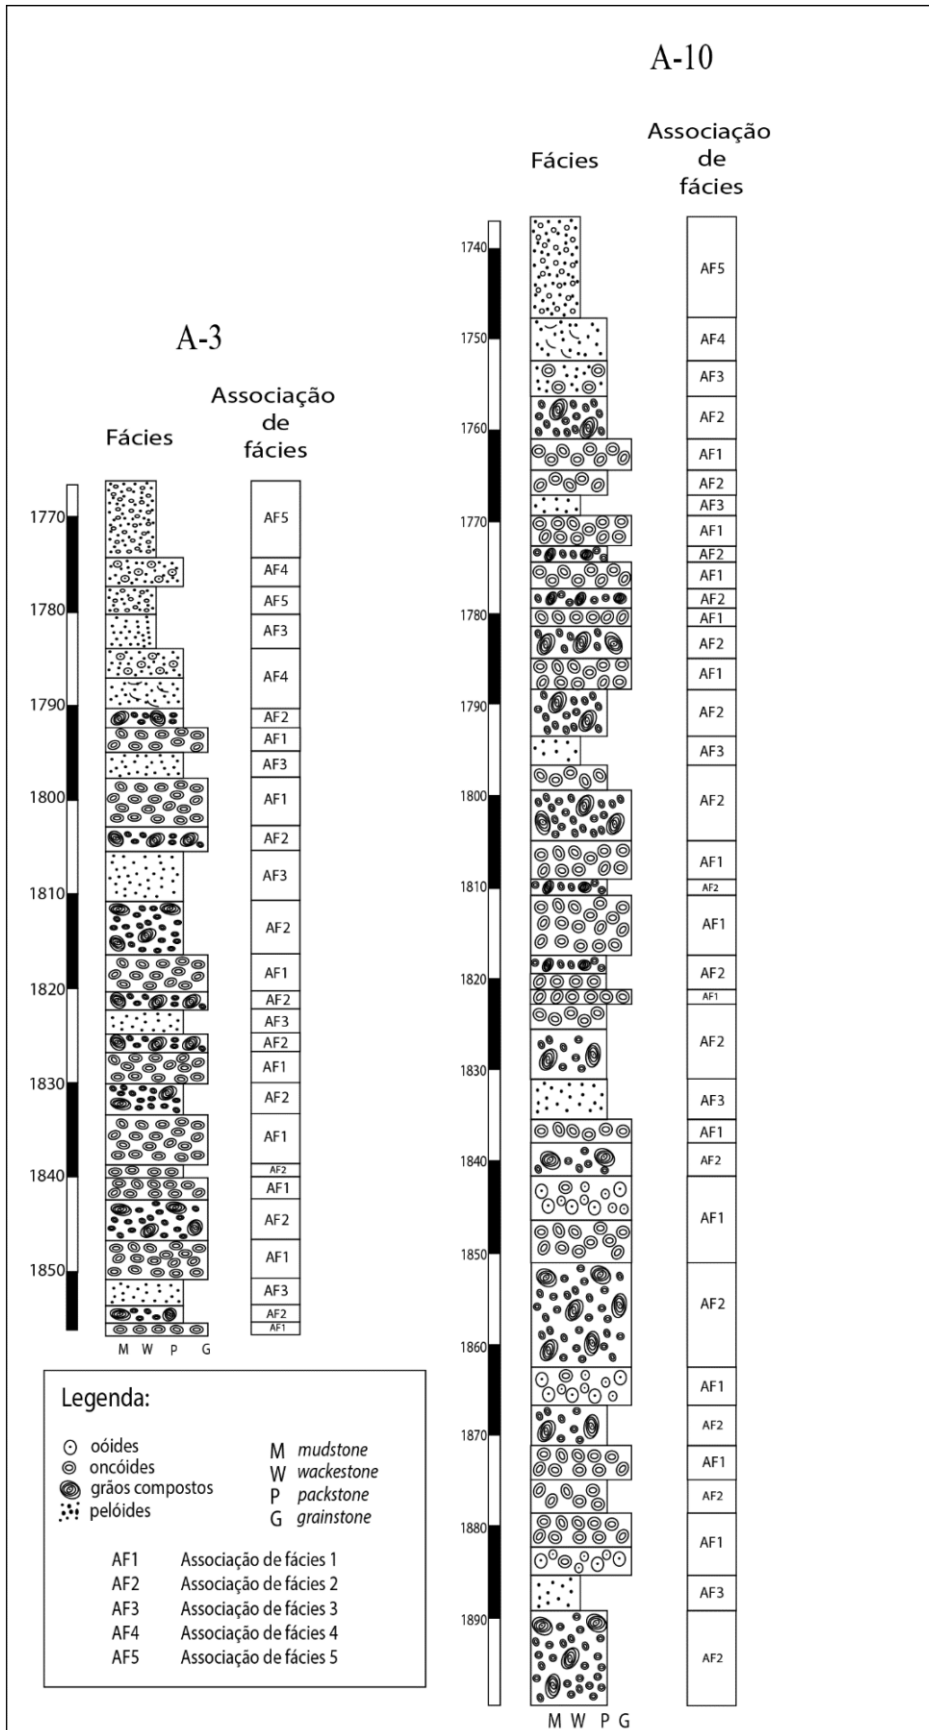 A-10
Fácies
Associação
de
fácies
1740
1750
1760
1770
1780
1790
1800
1810
1820
1830
1840
1850
1860
1870
1880
1890
AF5
AF4
AF3
AF2
AF1
AF2
AF3
AF1
AF2
AF1
AF2
AF1
AF2
AF1
AF2
AF3
AF2
AF1
AF2
AF1
AF2
AF1
AF2
AF3
AF1
AF2
AF1
AF2
AF1
AF2
AF1
AF2
AF1
AF3
AF2
M W P G
A-3
Fácies
Associação
de
fácies
1770
1780
1790
1800
1810
1820
1830
1840
1850
AF5
AF4
AF5
AF3
AF4
AF2
AF1
AF3
AF1
AF2
AF3
AF2
AF1
AF2
AF3
AF2
AF1
AF2
AF1
AF2
AF1
AF2
AF1
AF3
AF2
AF1
M W P G
Legenda:
oóides
oncóides
grãos compostos
pelóides
M mudstone
W wackestone
P packstone
G grainstone
AF1 Associação de fácies 1
AF2 Associação de fácies 2
AF3 Associação de fácies 3
AF4 Associação de fácies 4
AF5 Associação de fácies 5